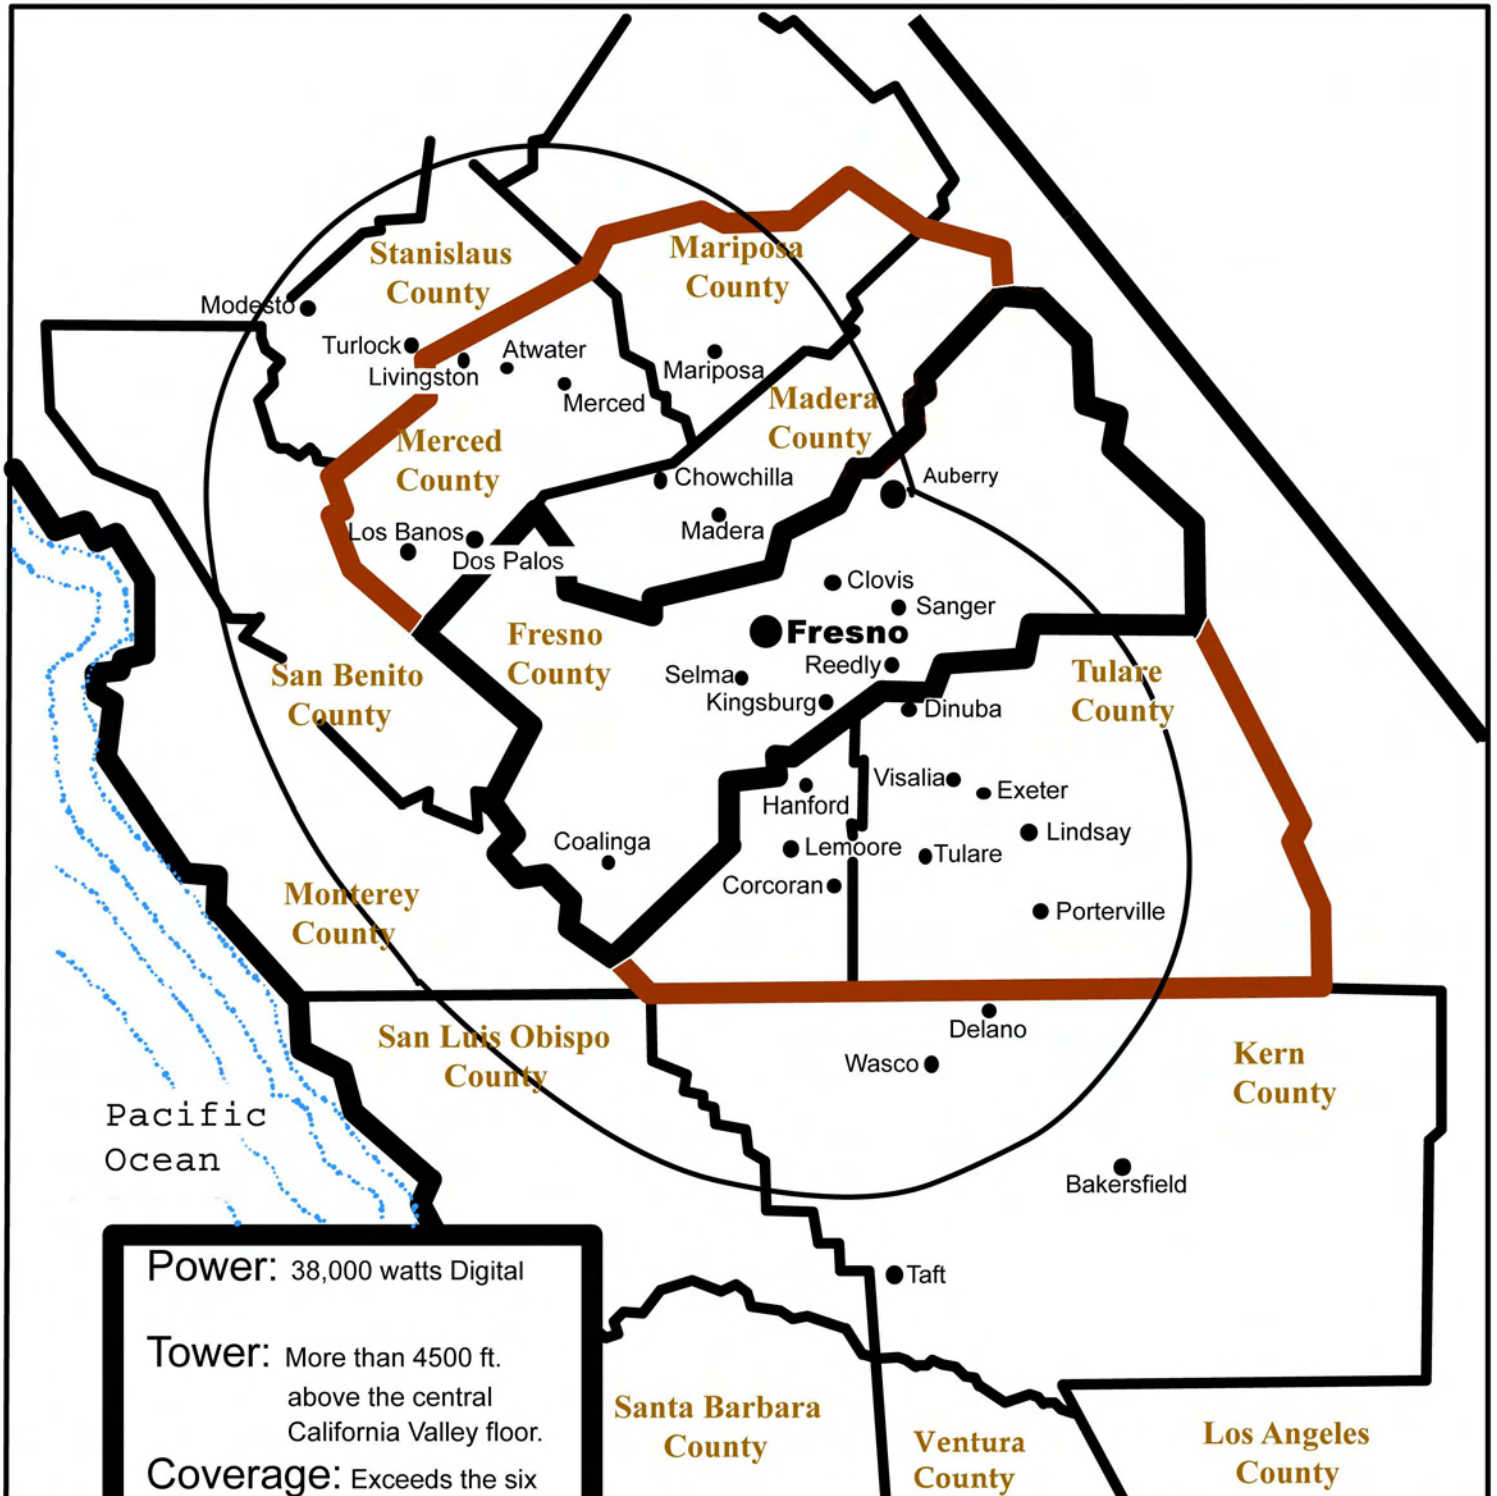 Stanislaus
County
Mariposa
County
Modesto
Turlock
Atwater
Livingston
Mariposa
Merced
Madera
County
Merced
County
Chowchilla
Auberry
Los Banos
Madera
Dos Palos
Clovis
Sanger
Fresno
County
Fresno
Reedly
San Benito
County
Selma
Kingsburg
Dinuba
Tulare
County
Visalia
Exeter
Hanford
Lindsay
Coalinga
Lemoore
Tulare
Corcoran
Monterey
County
Porterville
Delano
San Luis Obispo
County
Wasco
Kern
County
Pacific
Ocean
Bakersfield
Power: 38,000 watts Digital
Taft
Tower: More than 4500 ft.
above the central
California Valley floor.
Coverage: Exceeds the six
Santa Barbara
County
Ventura
County
Los Angeles
County